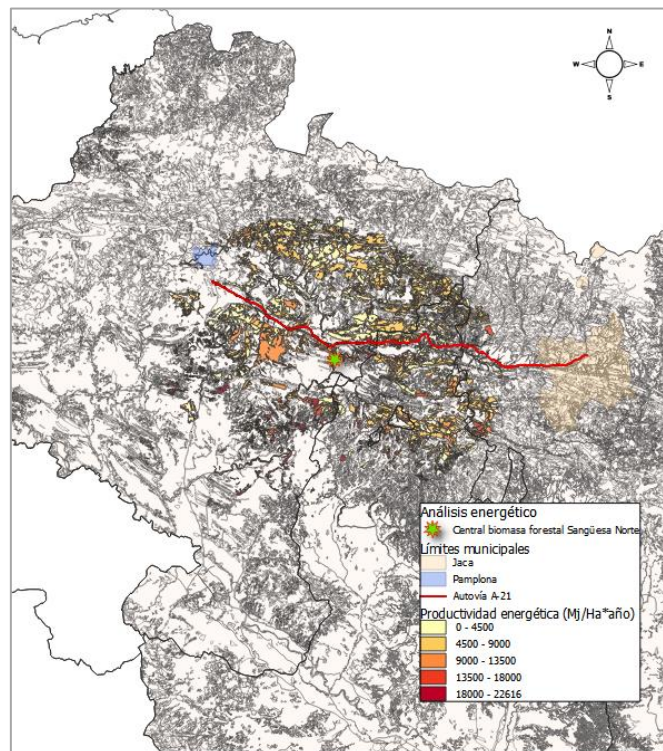 N
W E
S
Análisis energético
Central biomasa forestal Sangüesa Norte
Límites municipales
Jaca
Pamplona
Autovía A-21
Productividad energética (Mj/Ha*año)
0 - 4500
4500 - 9000
9000 - 13500
13500 - 18000
18000 - 22616